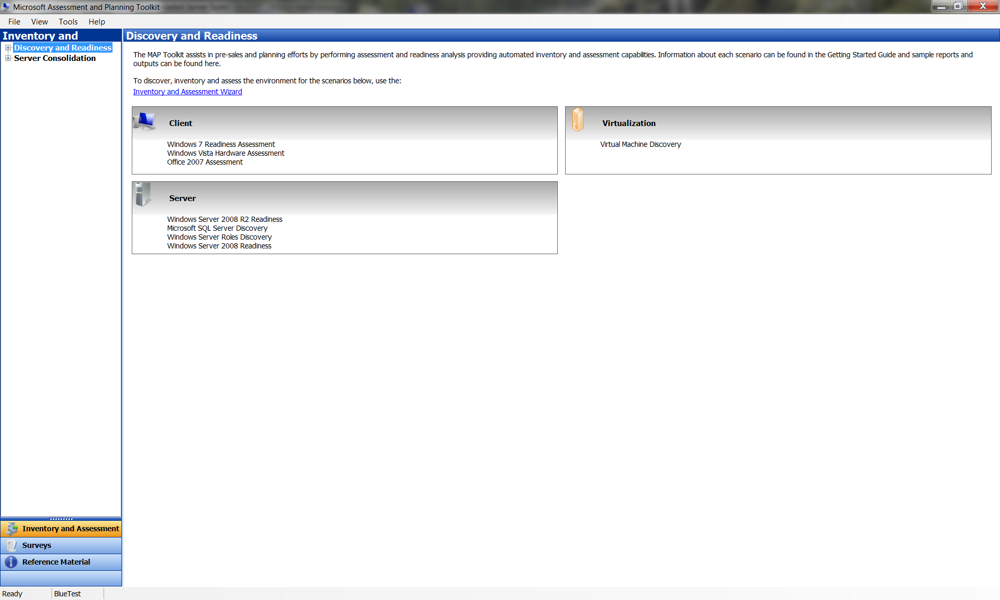 Microsoft Assessment and Planning Toolkit
File View Tools Help
Inventory and
Discovery and Readiness
Server Consolidation
Discovery and Readiness
The MAP Toolkit assists in pre-sales and planning efforts by performing assessment and readiness analysis providing automated inventory and assessment capabilities. Information about each scenario can be found in the Getting Started Guide and sample reports and
outputs can be found here.
To discover, inventory and assess the environment for the scenarios below, use the:
Inventory and Assessment Wizard
Client
Windows 7 Readiness Assessment
Windows Vista Hardware Assessment
Office 2007 Assessment
Virtualization
Virtual Machine Discovery
Server
Windows Server 2008 R2 Readiness
Microsoft SQL Server Discovery
Windows Server Roles Discovery
Windows Server 2008 Readiness
Inventory and Assessment
Surveys
Reference Material
Ready
BlueTest